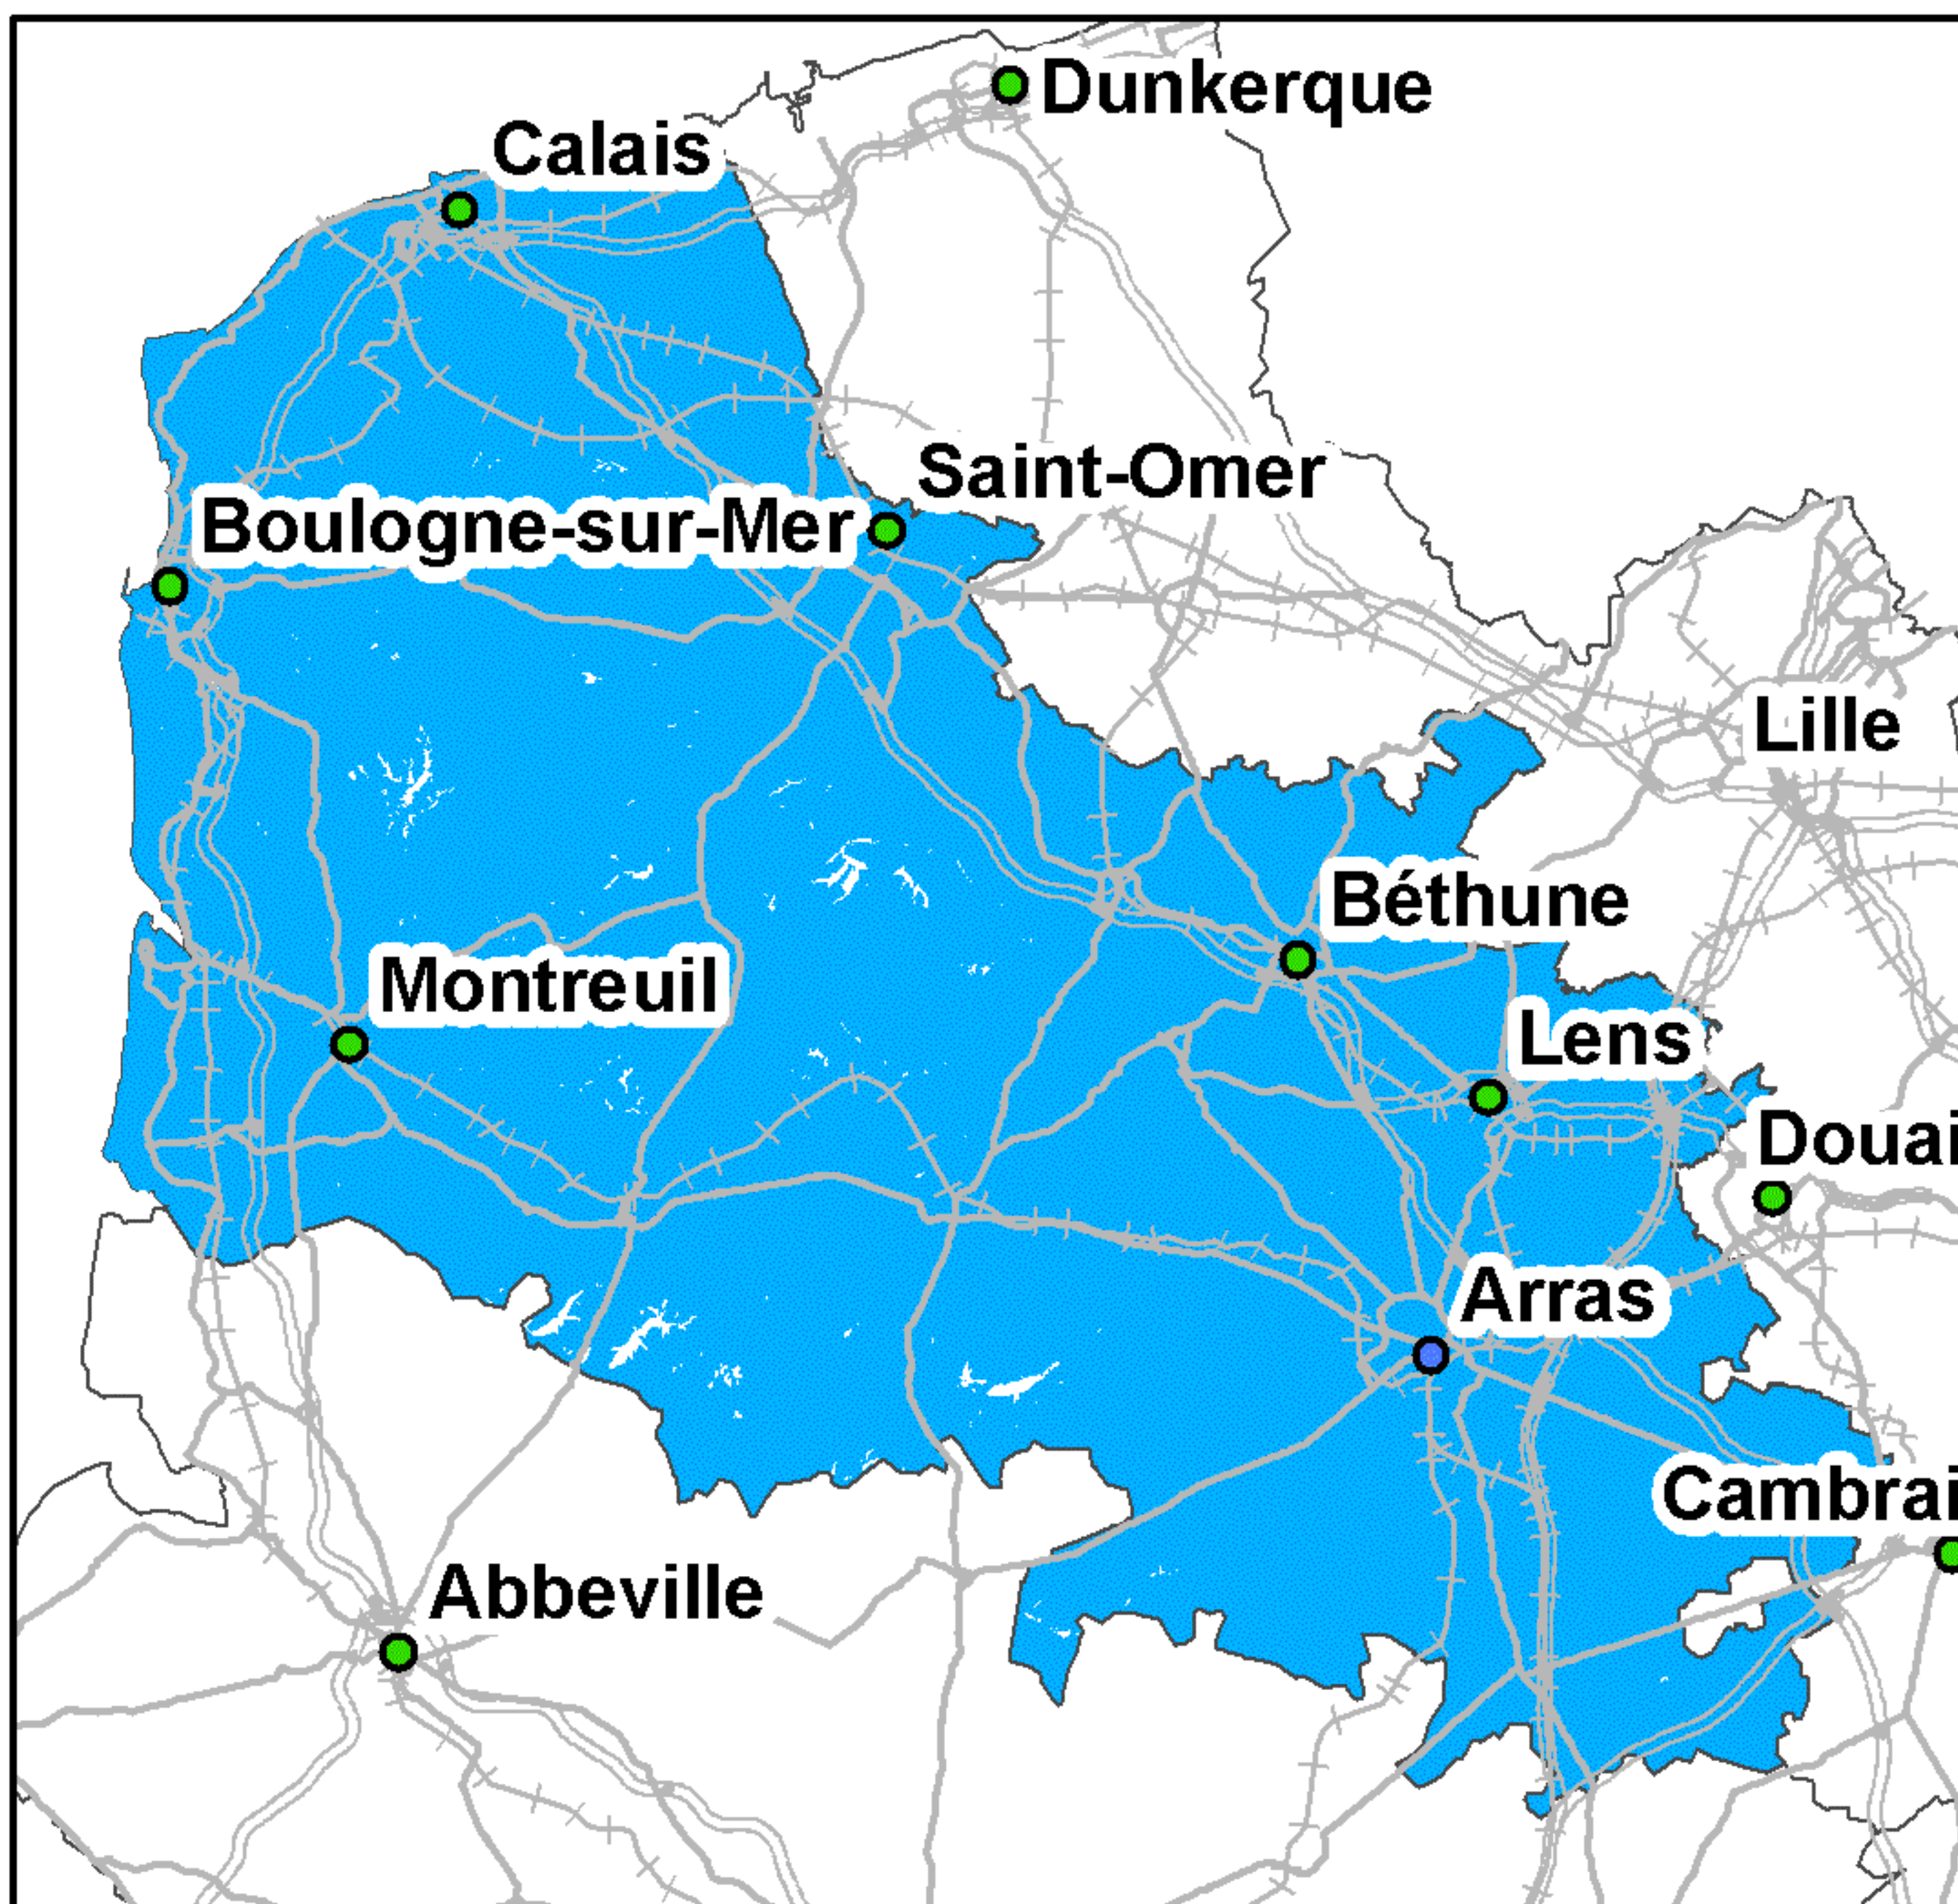 Dunkerque
Calais
Saint-Omer
Boulogne-sur-Mer
Lille
Béthune
Montreuil
Lens
Douai
Arras
Cambrai
Abbeville